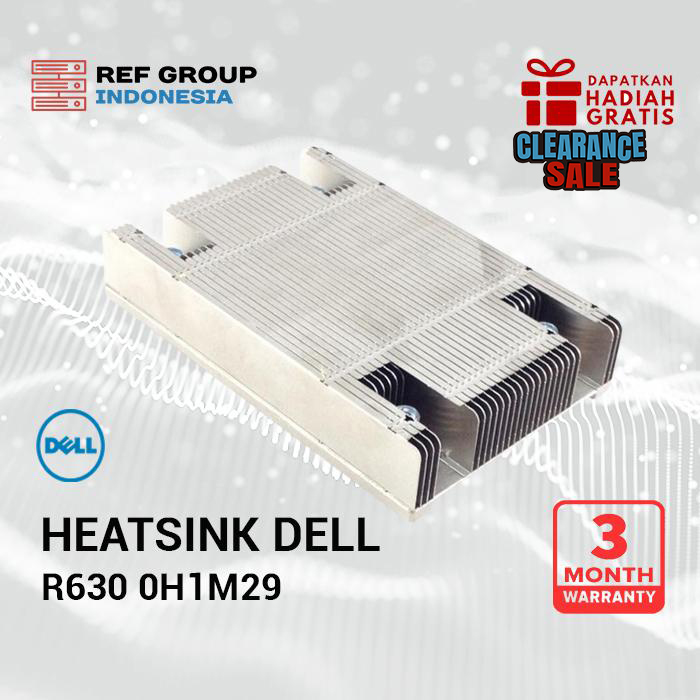 REF GROUP
INDONESIA
DAPATKAN
HADIAH
GRATIS
CLEARANCE
SALE
DELL
HEATSINK DELL
R630 0H1M29
3
MONTH
WARRANTY